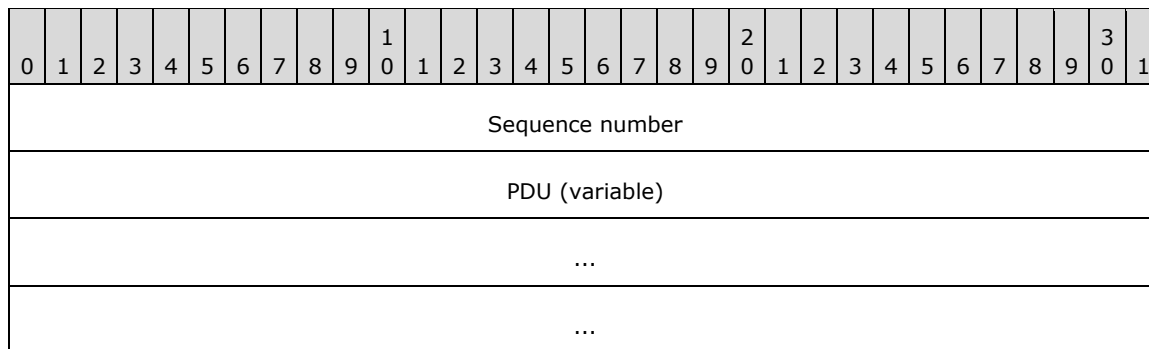 1 2 3
0 1 2 3 4 5 6 7 8 9 0 1 2 3 4 5 6 7 8 9 0 1 2 3 4 5 6 7 8 9 0 1
Sequence number
PDU (variable)
...
...